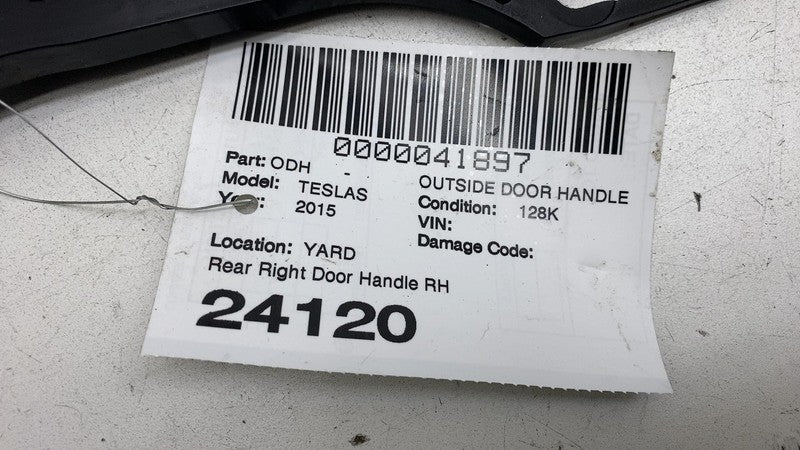 0000041897
Part: ODH - OUTSIDE DOOR HANDLE
Model: TESLAS Condition: 128K
2015 VIN:
Damage Code:
Location: YARD
Rear Right Door Handle RH
24120